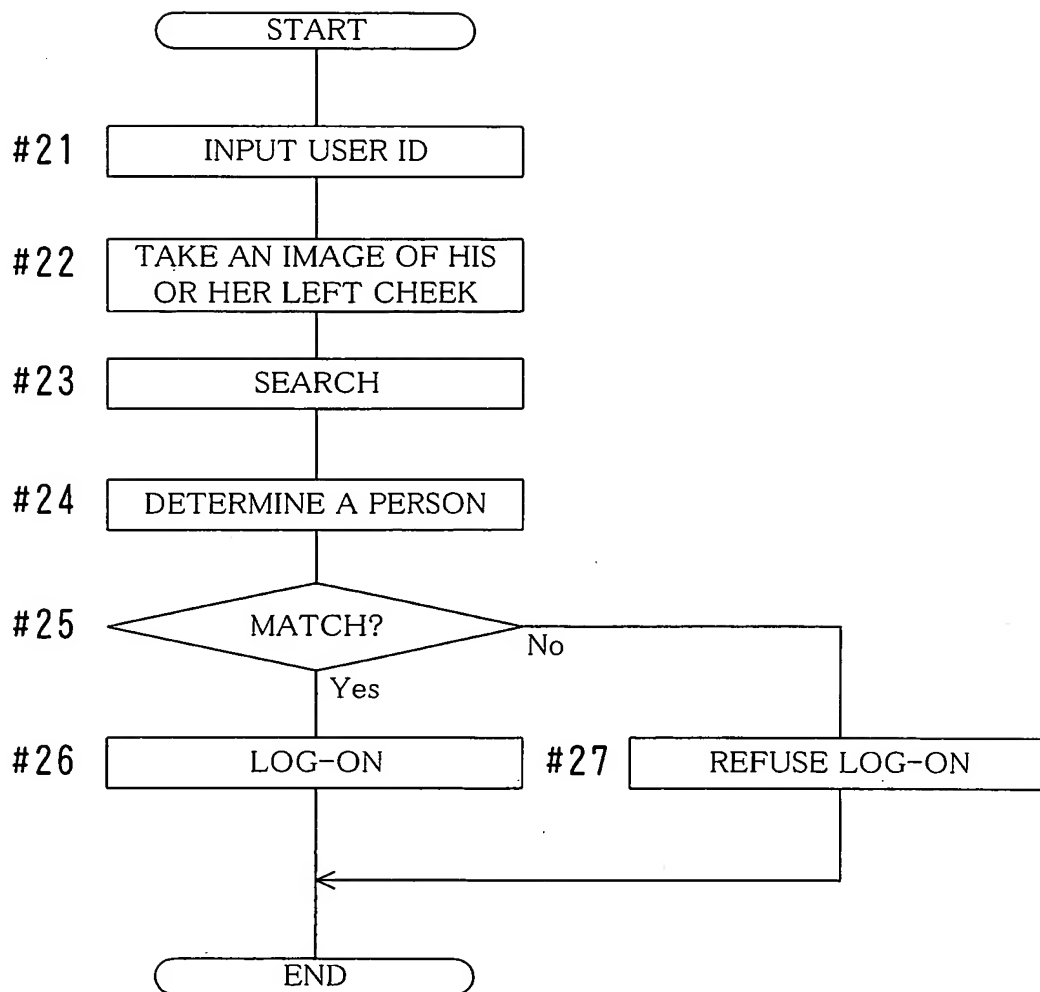 START
#21 INPUT USER ID
#22 TAKE AN IMAGE OF HIS
OR HER LEFT CHEEK
#23 SEARCH
#24 DETERMINE A PERSON
#25 MATCH?
No
Yes
#26 LOG-ON #27 REFUSE LOG-ON
END